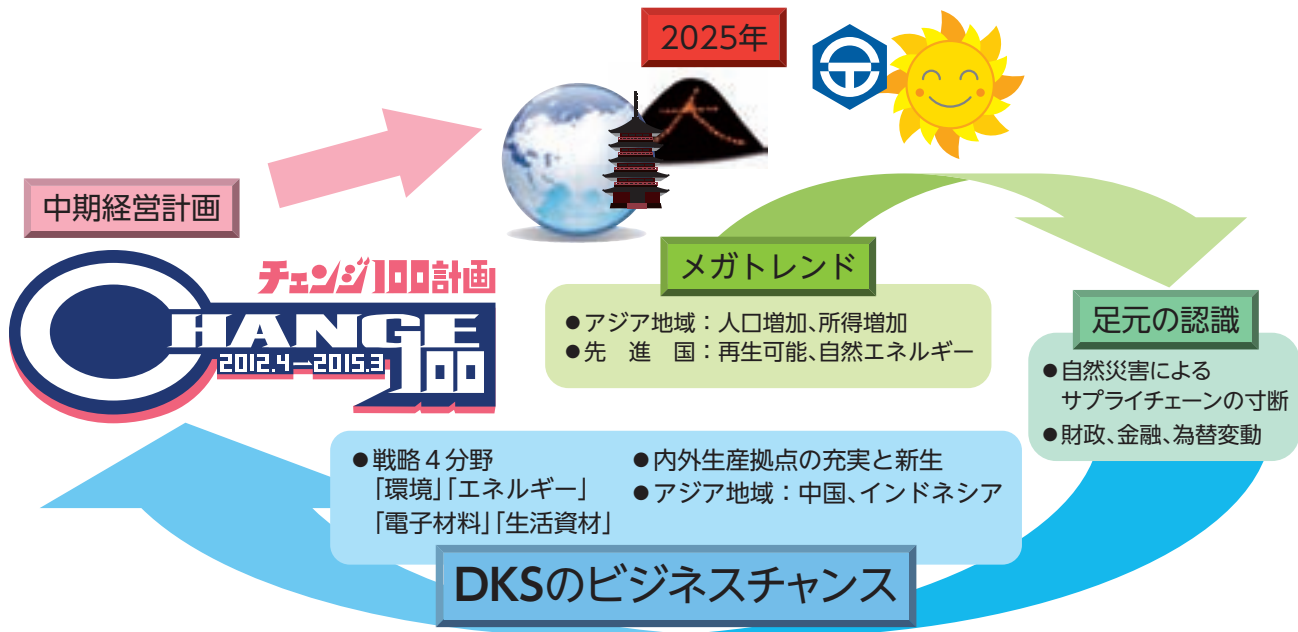 2025年
大
中期経営計画
チェンジ100計画
CHANGE
2012.4—2015.3
100
メガトレンド
●アジア地域：人口増加、所得増加
●先　進　国：再生可能、自然エネルギー
足元の認識
●自然災害による
サプライチェーンの寸断
●財政、金融、為替変動
●戦略４分野
「環境」「エネルギー」
「電子材料」「生活資材」
●内外生産拠点の充実と新生
●アジア地域：中国、インドネシア
DKSのビジネスチャンス